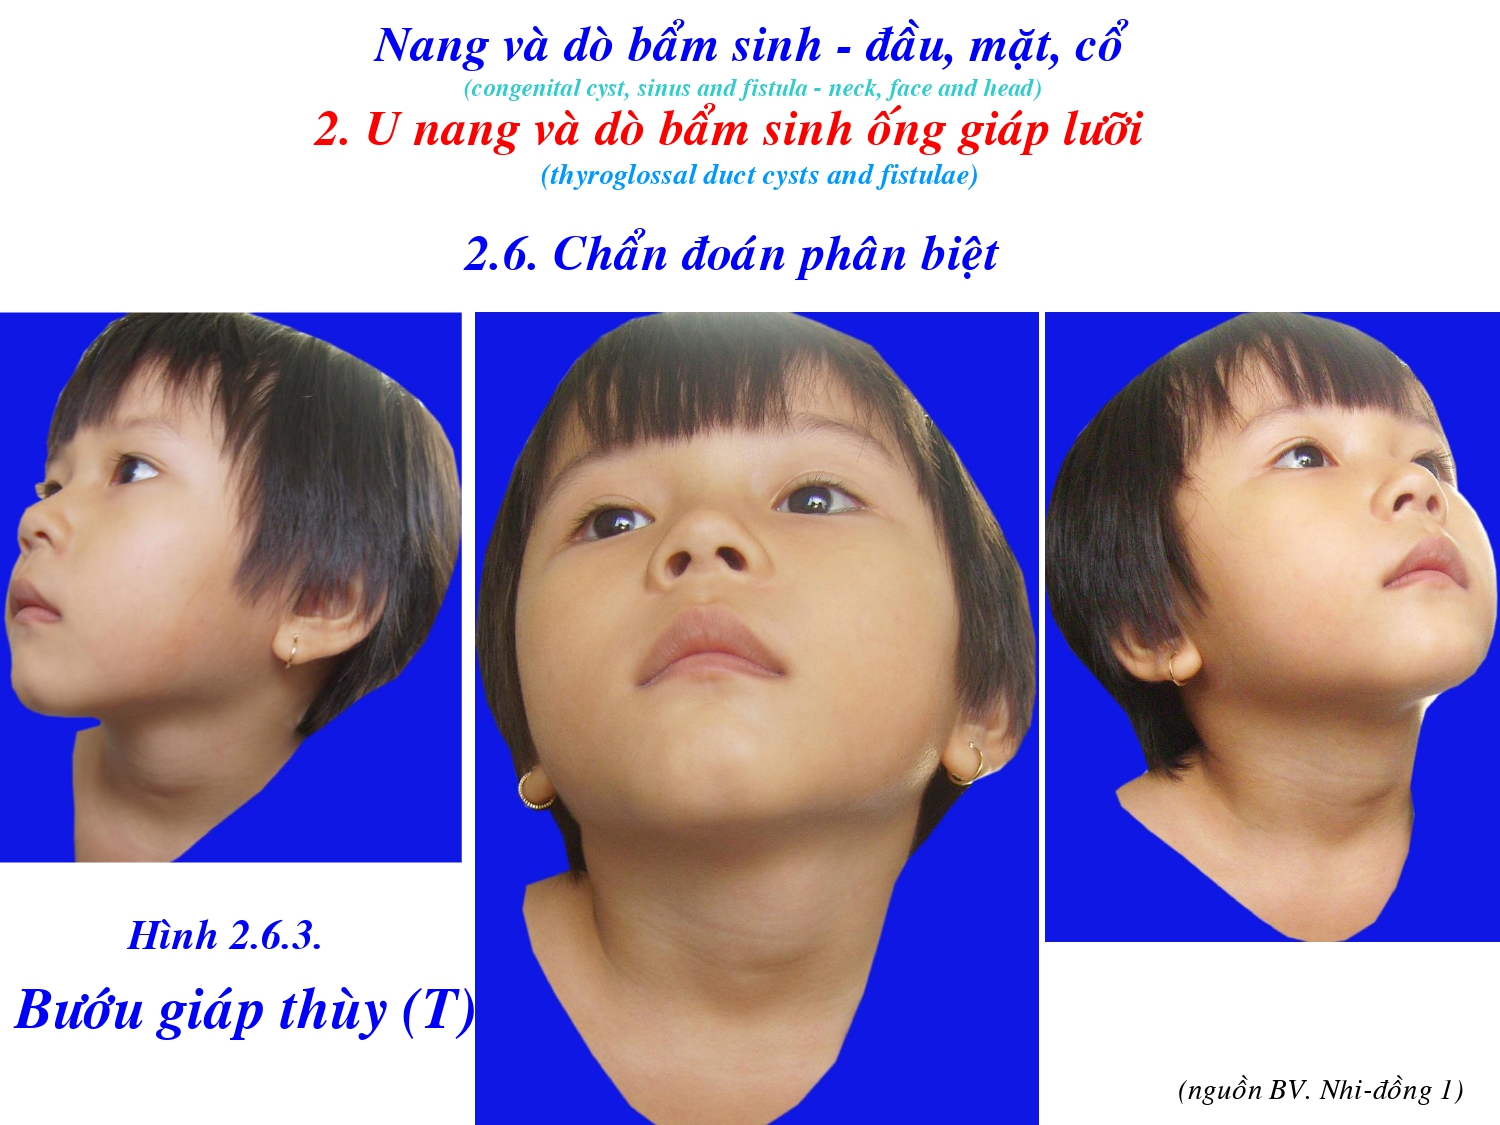 Nang và dò bẩm sinh - đầu, mặt, cổ
(congenital cyst, sinus and fistula - neck, face and head)
2. U nang và dò bẩm sinh ống giáp lưỡi
(thyroglossal duct cysts and fistulae)
2.6. Chẩn đoán phân biệt
Hình 2.6.3.
Bướu giáp thùy (T)
(nguồn BV. Nhi-đồng 1)